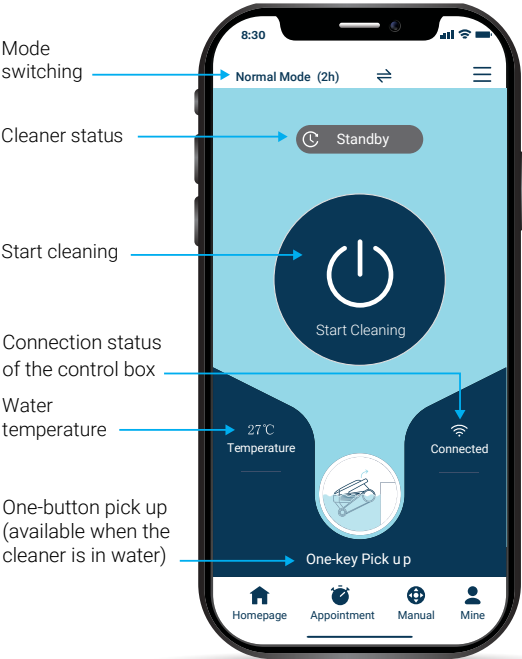 Mode
switching
Cleaner status
Start cleaning
Connection status
of the control box
Water
temperature
One-button pick up
(available when the
cleaner is in water)
8:30
Normal Mode (2h)
Standby
Start Cleaning
27℃
Temperature
Connected
One-key Pick up
Homepage
Appointment
Manual
Mine